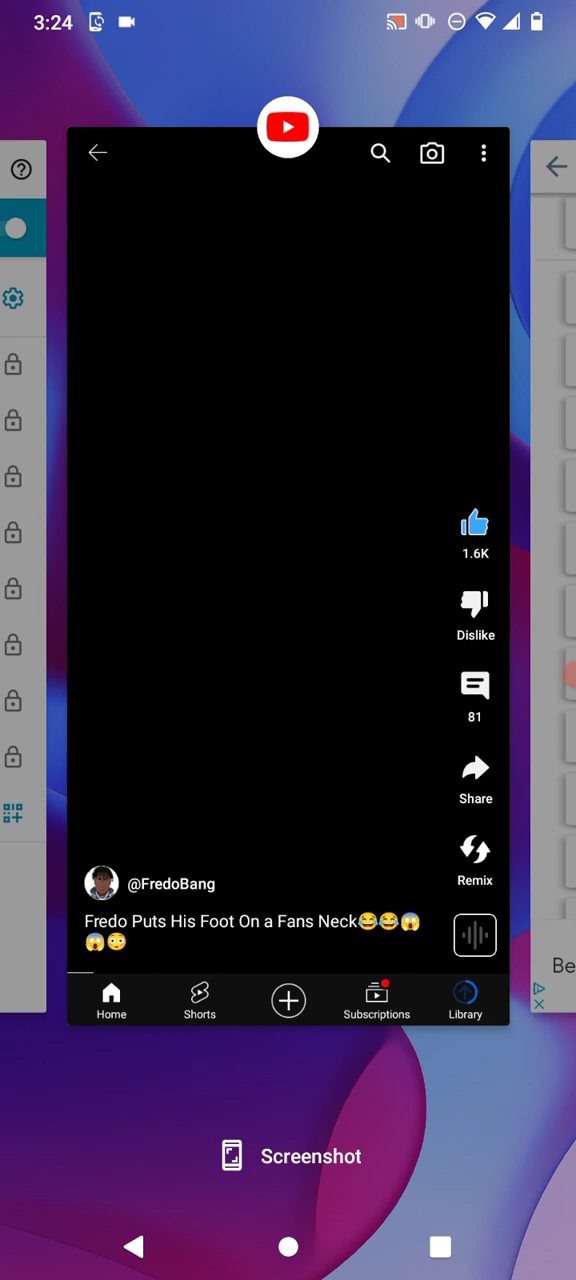 3:24
1.6K
Dislike
81
Share
Remix
@FredoBang
Fredo Puts His Foot On a Fans Neck😂😂😱
😱😳
Home
Shorts
Subscriptions
Library
Be
Screenshot